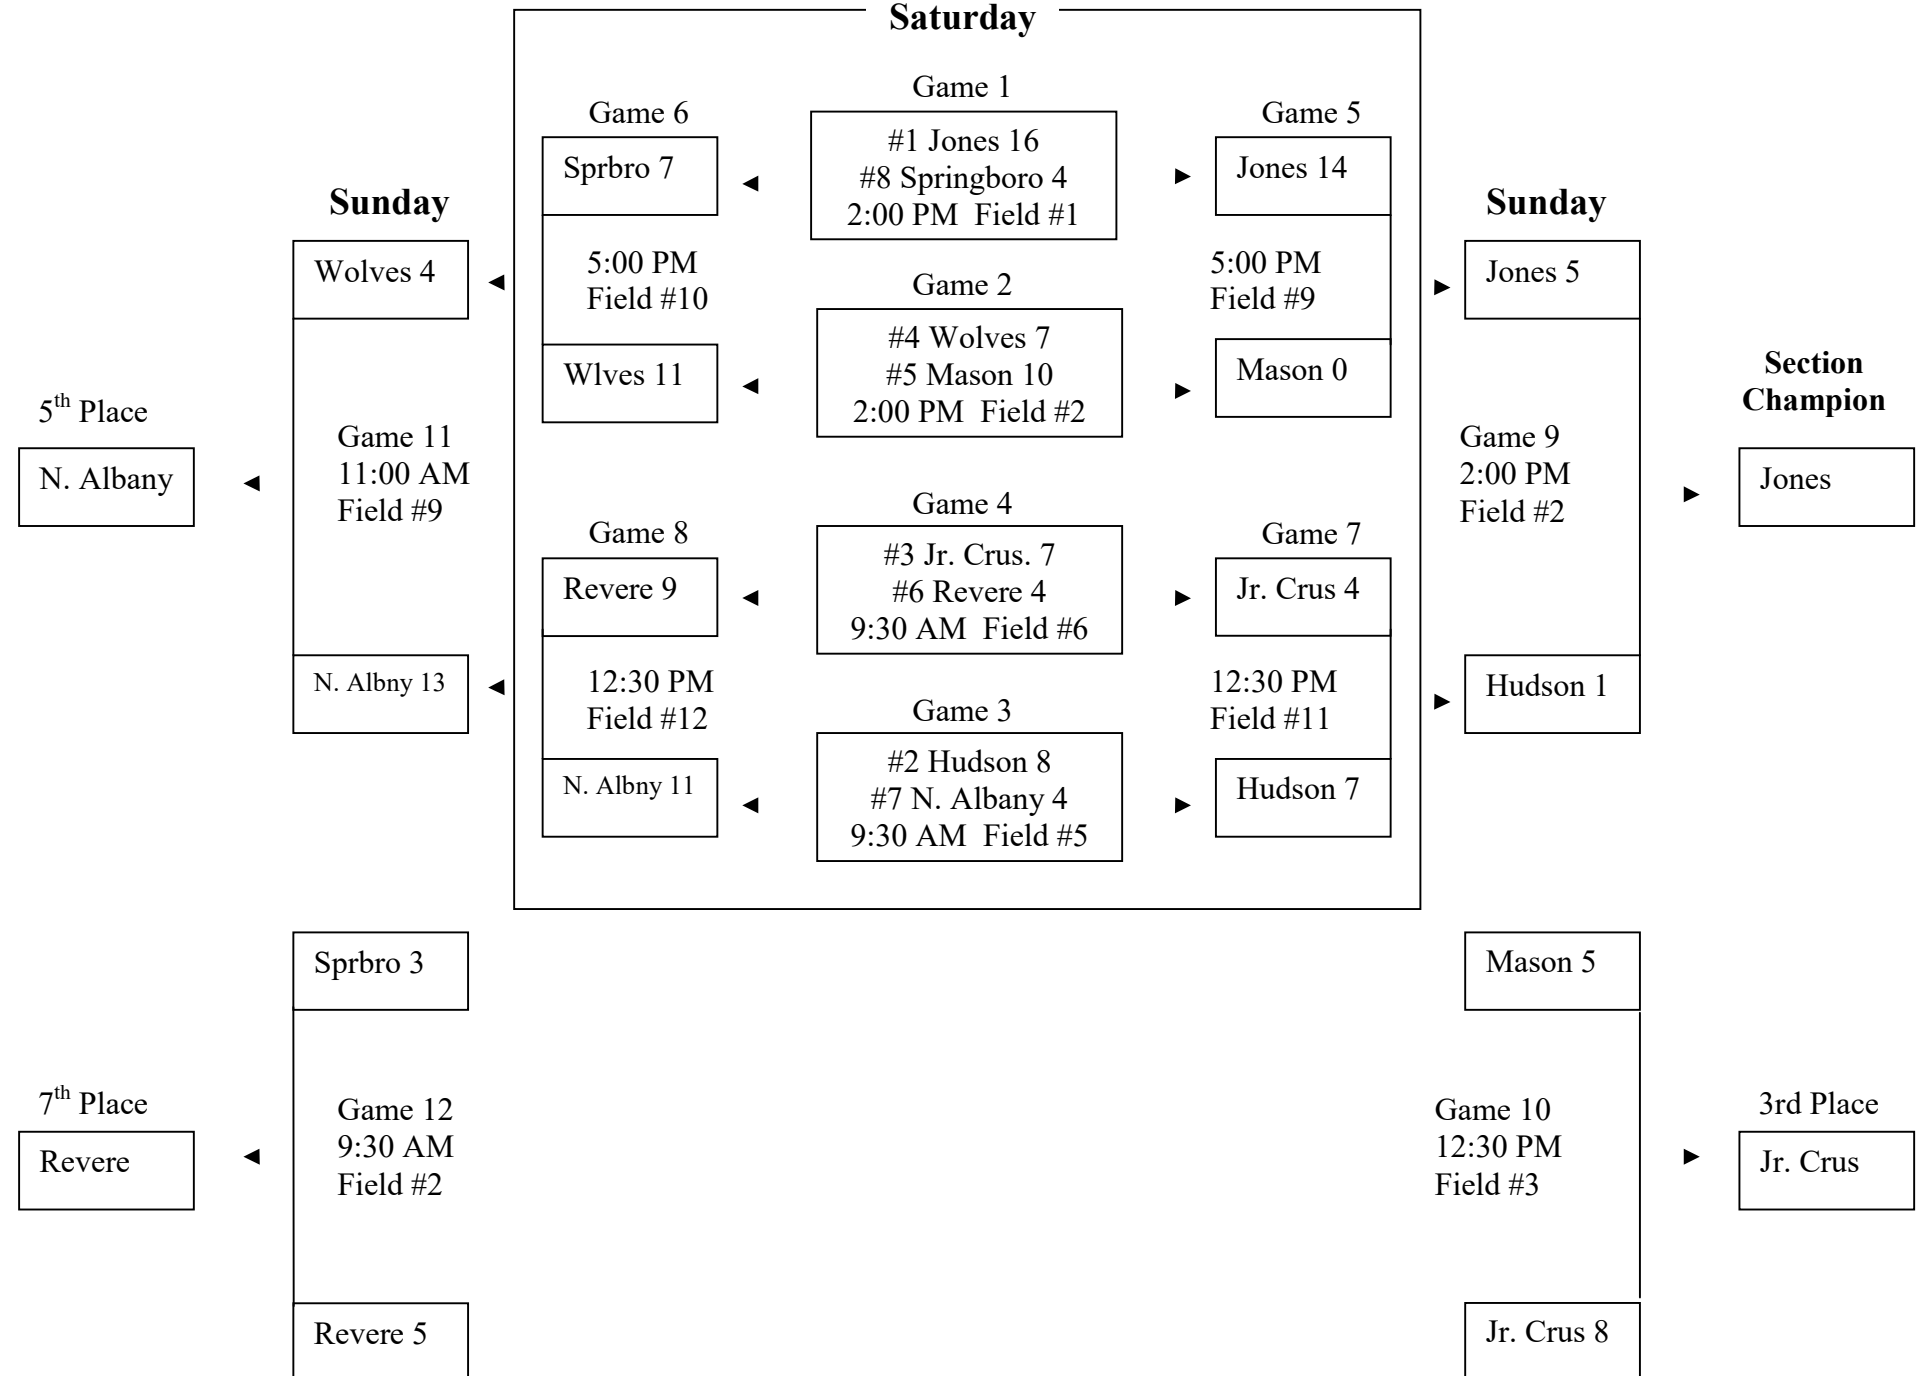 Saturday
Game 1
#1 Jones 16
#8 Springboro 4
2:00 PM  Field #1
Game 6
Sprbro 7
5:00 PM
Field #10
Wlves 11
Game 5
Jones 14
5:00 PM
Field #9
Mason 0
Game 2
#4 Wolves 7
#5 Mason 10
2:00 PM  Field #2
Game 4
#3 Jr. Crus. 7
#6 Revere 4
9:30 AM  Field #6
Game 8
Revere 9
12:30 PM
Field #12
N. Albny 11
Game 7
Jr. Crus 4
12:30 PM
Field #11
Hudson 7
Game 3
#2 Hudson 8
#7 N. Albany 4
9:30 AM  Field #5
Sunday
Wolves 4
Game 11
11:00 AM
Field #9
N. Albny 13
5th Place
N. Albany
Sunday
Jones 5
Game 9
2:00 PM
Field #2
Hudson 1
Section
Champion
Jones
Sprbro 3
Game 12
9:30 AM
Field #2
Revere 5
7th Place
Revere
Mason 5
Game 10
12:30 PM
Field #3
Jr. Crus 8
3rd Place
Jr. Crus